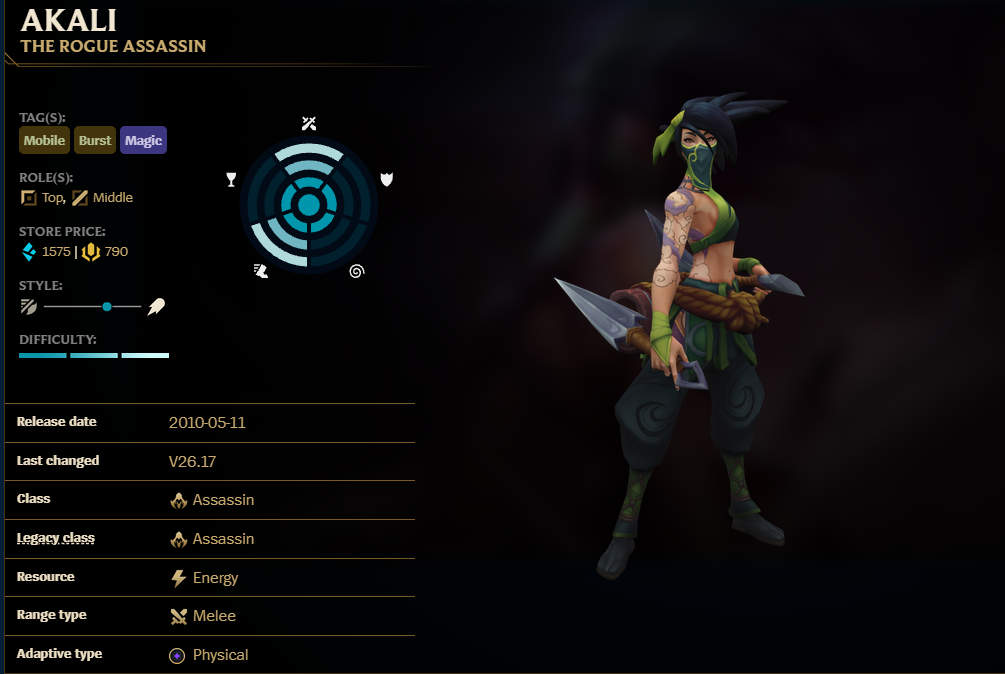 AKALI
THE ROGUE ASSASSIN
TAG(S):
Mobile Burst Magic
ROLE(S):
Top, Middle
STORE PRICE:
1575 | 790
STYLE:
DIFFICULTY:
Release date 2010-05-11
Last changed V26.17
Class Assassin
Legacy class Assassin
Resource Energy
Range type Melee
Adaptive type Physical